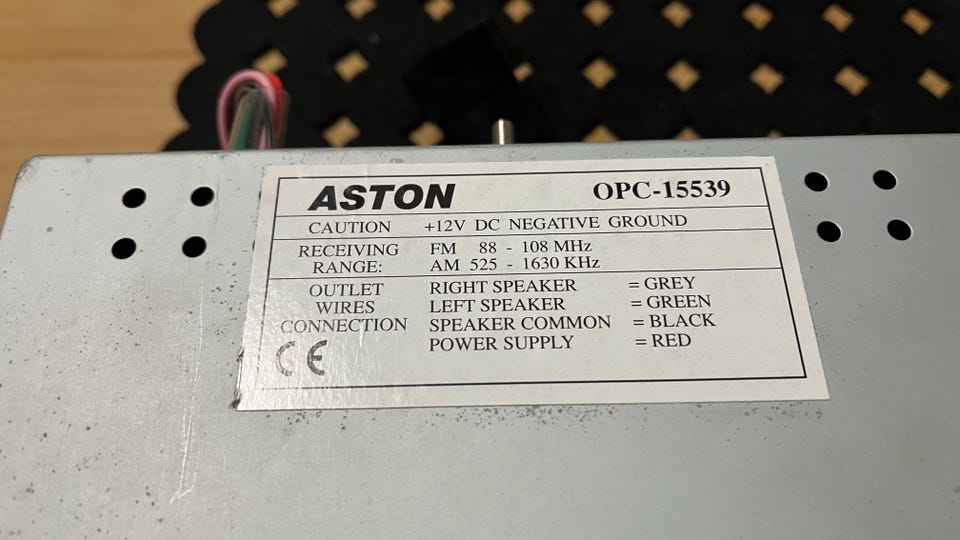 ASTON OPC-15539
CAUTION +12V DC NEGATIVE GROUND
RECEIVING FM 88 - 108 MHz
RANGE: AM 525 - 1630 KHz
OUTLET RIGHT SPEAKER = GREY
WIRES LEFT SPEAKER = GREEN
CONNECTION SPEAKER COMMON = BLACK
CE POWER SUPPLY = RED